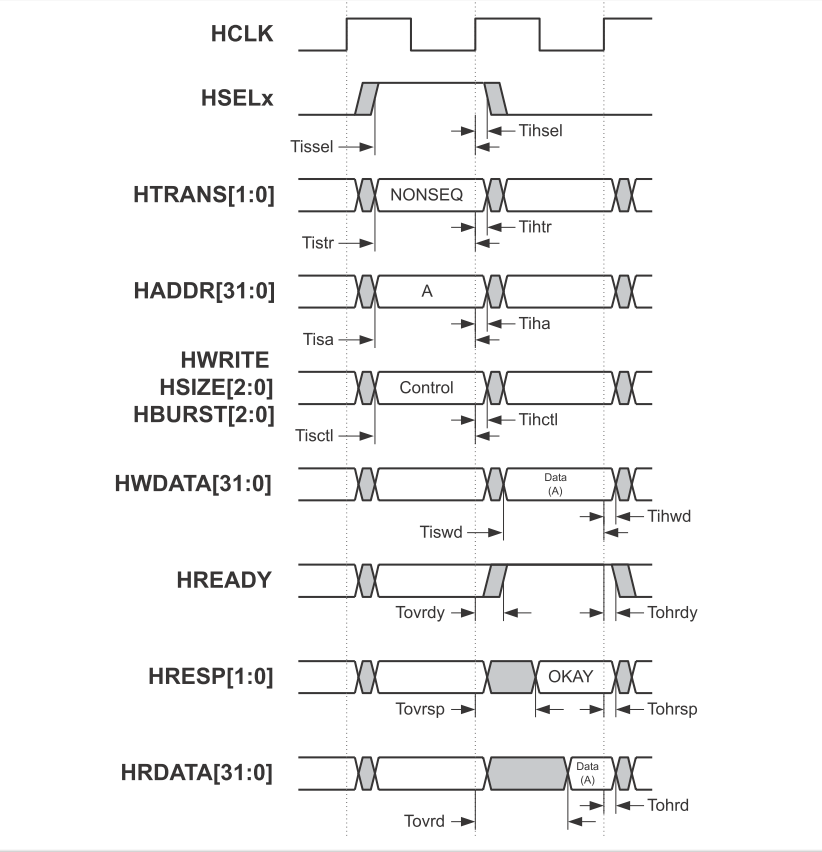 HCLK
HSELx
Tihsel
Tissel
HTRANS[1:0]
NONSEQ
Tihtr
Tistr
HADDR[31:0]
A
Tiha
Tisa
HWRITE
HSIZE[2:0]
Control
HBURST[2:0]
Tihctl
Tisctl
HWDATA[31:0]
Data
(A)
Tihwd
Tiswd
HREADY
Tovrdy
Tohrdy
HRESP[1:0]
OKAY
Tovrsp
Tohrsp
HRDATA[31:0]
Data
(A)
Tohrd
Tovrd